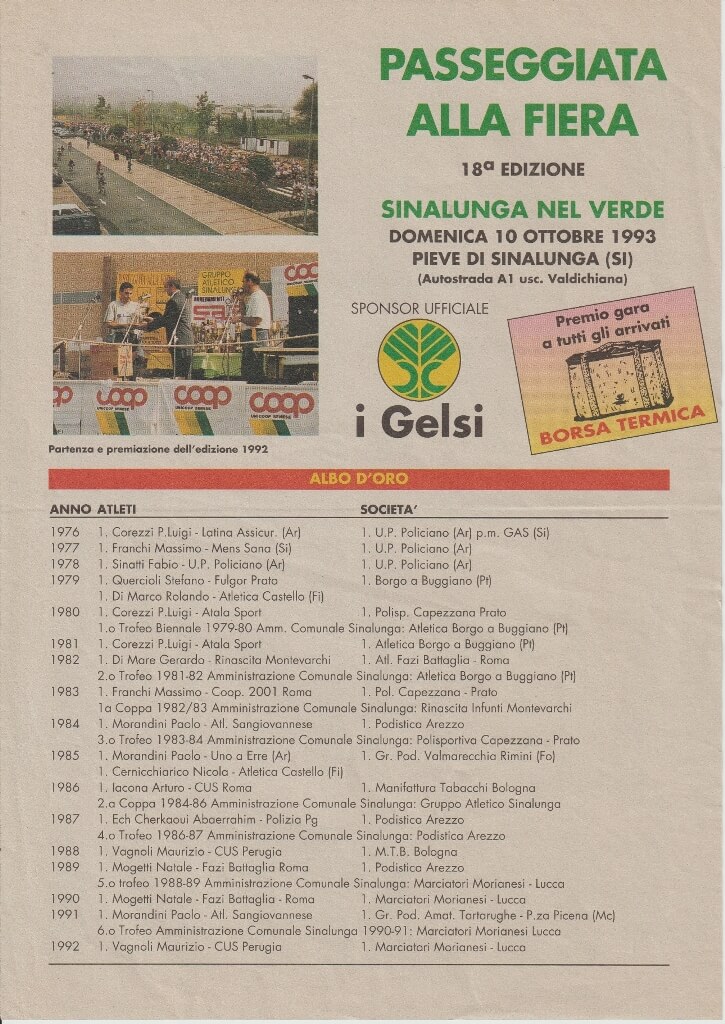 PASSEGGIATA
ALLA FIERA
18ª EDIZIONE
SINALUNGA NEL VERDE
DOMENICA 10 OTTOBRE 1993
PIEVE DI SINALUNGA (SI)
(Autostrada A1 usc. Valdichiana)
GRUPPO
ATLETICO
SINALUNGA
coop
coop
coop
coop
UNICOOP SENESE
UNICOOP SENESE
UNICOOP SENESE
Partenza e premiazione dell'edizione 1992
SPONSOR UFFICIALE
i Gelsi
Premio gara
a tutti gli arrivati
BORSA TERMICA
ALBO D'ORO
ANNO ATLETI SOCIETA'
1976 1. Corezzi P.Luigi - Latina Assicur. (Ar) 1. U.P. Policiano (Ar) p.m. GAS (Si)
1977 1. Franchi Massimo - Mens Sana (Si) 1. U.P. Policiano (Ar)
1978 1. Sinatti Fabio - U.P. Policiano (Ar) 1. U.P. Policiano (Ar)
1979 1. Quercioli Stefano - Fulgor Prato 1. Borgo a Buggiano (Pt)
1. Di Marco Rolando - Atletica Castello (Fi)
1980 1. Corezzi P.Luigi - Atala Sport 1. Polisp. Capezzana Prato
1.o Trofeo Biennale 1979-80 Amm. Comunale Sinalunga: Atletica Borgo a Buggiano (Pt)
1981 1. Corezzi P.Luigi - Atala Sport 1. Atletica Borgo a Buggiano (Pt)
1982 1. Di Mare Gerardo - Rinascita Montevarchi 1. Atl. Fazi Battaglia - Roma
2.o Trofeo 1981-82 Amministrazione Comunale Sinalunga: Atletica Borgo a Buggiano (Pt)
1983 1. Franchi Massimo - Coop. 2001 Roma 1. Pol. Capezzana - Prato
1a Coppa 1982/83 Amministrazione Comunale Sinalunga: Rinascita Infunti Montevarchi
1984 1. Morandini Paolo - Atl. Sangiovannese 1. Podistica Arezzo
3.o Trofeo 1983-84 Amministrazione Comunale Sinalunga: Polisportiva Capezzana - Prato
1985 1. Morandini Paolo - Uno a Erre (Ar) 1. Gr. Pod. Valmarecchia Rimini (Fo)
1. Cernicchiarico Nicola - Atletica Castello (Fi)
1986 1. Iacona Arturo - CUS Roma 1. Manifattura Tabacchi Bologna
2.a Coppa 1984-86 Amministrazione Comunale Sinalunga: Gruppo Atletico Sinalunga
1987 1. Ech Cherkaoui Abaerrahim - Polizia Pg 1. Podistica Arezzo
4.o Trofeo 1986-87 Amministrazione Comunale Sinalunga: Podistica Arezzo
1988 1. Vagnoli Maurizio - CUS Perugia 1. M.T.B. Bologna
1989 1. Mogetti Natale - Fazi Battaglia Roma 1. Podistica Arezzo
5.o trofeo 1988-89 Amministrazione Comunale Sinalunga: Marciatori Morianesi - Lucca
1990 1. Mogetti Natale - Fazi Battaglia - Roma 1. Marciatori Morianesi - Lucca
1991 1. Morandini Paolo - Atl. Sangiovannese 1. Gr. Pod. Amat. Tartarughe - P.za Picena (Mc)
6.o Trofeo Amministrazione Comunale Sinalunga 1990-91: Marciatori Morianesi Lucca
1992 1. Vagnoli Maurizio - CUS Perugia 1. Marciatori Morianesi - Lucca